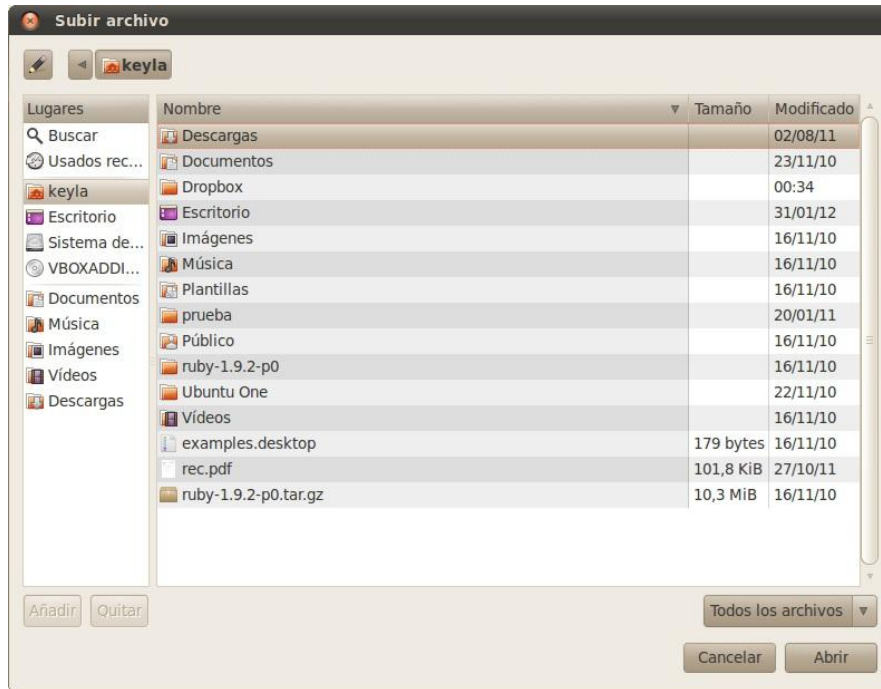 Subir archivo
keyla
Lugares
Buscar
Usados rec...
keyla
Escritorio
Sistema de...
VBOXADDI...
Documentos
Música
Imágenes
Vídeos
Descargas
Nombre Tamaño Modificado
Descargas 02/08/11
Documentos 23/11/10
Dropbox 00:34
Escritorio 31/01/12
Imágenes 16/11/10
Música 16/11/10
Plantillas 16/11/10
prueba 20/01/11
Público 16/11/10
ruby-1.9.2-p0 16/11/10
Ubuntu One 22/11/10
Vídeos 16/11/10
examples.desktop 179 bytes 16/11/10
rec.pdf 101,8 KiB 27/10/11
ruby-1.9.2-p0.tar.gz 10,3 MiB 16/11/10
Añadir Quitar
Todos los archivos
Cancelar Abrir